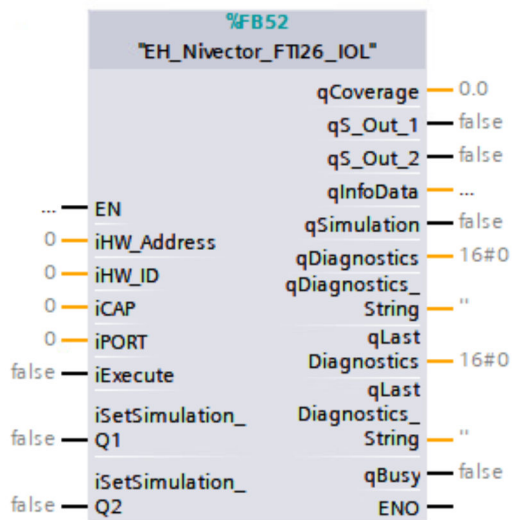 %FB52
"EH_Nivector_FTI26_IOL"
qCoverage 0.0
qS_Out_1 false
qS_Out_2 false
qInfoData ...
... EN
qSimulation false
0 iHW_Address
qDiagnostics 16#0
0 iHW_ID
qDiagnostics_
String ''
0 iCAP
0 iPORT
qLast
Diagnostics 16#0
false iExecute
qLast
Diagnostics_
String ''
iSetSimulation_
false Q1
qBusy false
iSetSimulation_
false Q2
ENO